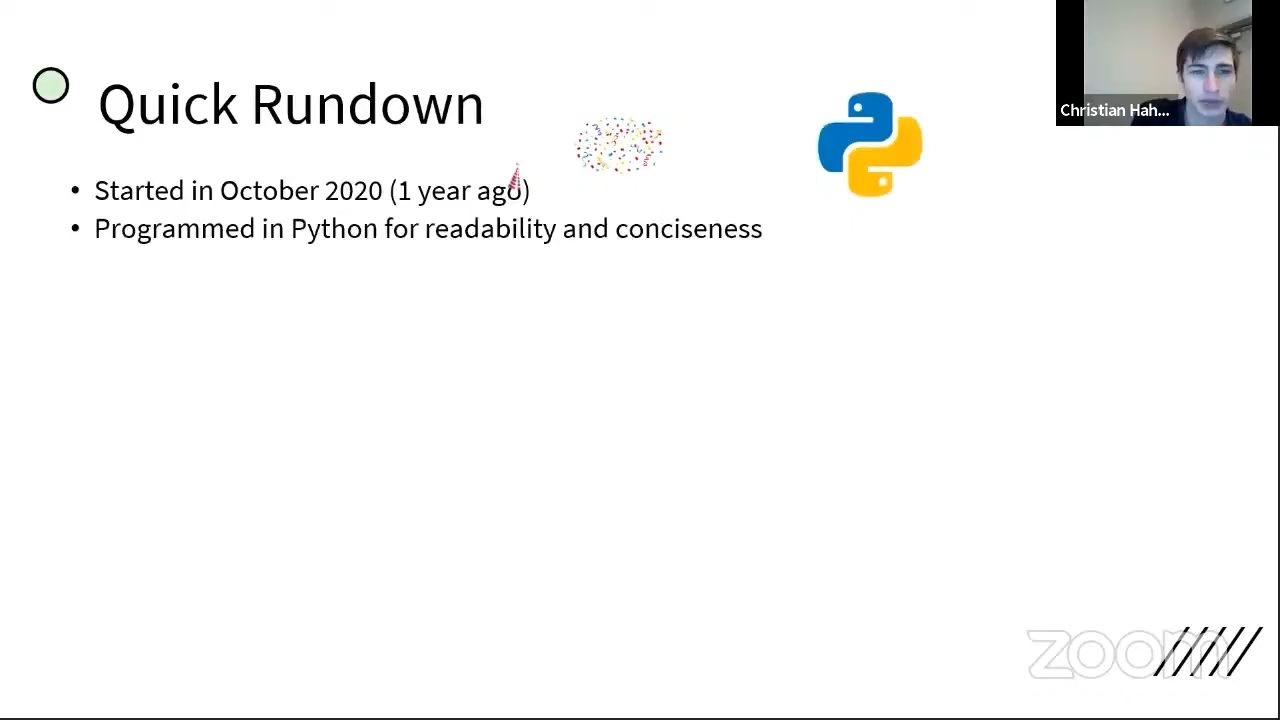 Quick Rundown
Christian Hah...
• Started in October 2020 (1 year ago)
• Programmed in Python for readability and conciseness
zoom